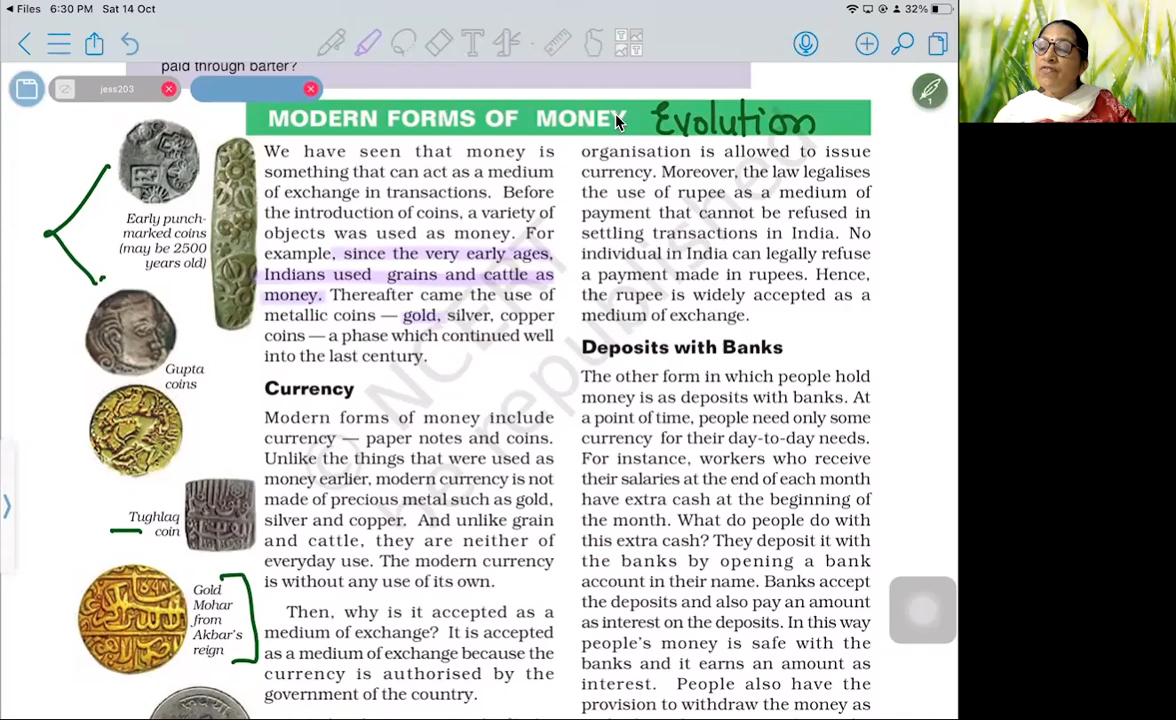 Files 6:30 PM Sat 14 Oct
32%
paid through barter?
jess203
MODERN FORMS OF MONEY Evolution
1
Early punch-
marked coins
(may be 2500
years old)
Gupta
coins
Tughlaq
coin
Gold
Mohar
from
Akbar's
reign
We have seen that money is
something that can act as a medium
of exchange in transactions. Before
the introduction of coins, a variety of
objects was used as money. For
example, since the very early ages,
Indians used grains and cattle as
money. Thereafter came the use of
metallic coins — gold, silver, copper
coins — a phase which continued well
into the last century.
Currency
Modern forms of money include
currency — paper notes and coins.
Unlike the things that were used as
money earlier, modern currency is not
made of precious metal such as gold,
silver and copper. And unlike grain
and cattle, they are neither of
everyday use. The modern currency
is without any use of its own.
Then, why is it accepted as a
medium of exchange? It is accepted
as a medium of exchange because the
currency is authorised by the
government of the country.
organisation is allowed to issue
currency. Moreover, the law legalises
the use of rupee as a medium of
payment that cannot be refused in
settling transactions in India. No
individual in India can legally refuse
a payment made in rupees. Hence,
the rupee is widely accepted as a
medium of exchange.
Deposits with Banks
The other form in which people hold
money is as deposits with banks. At
a point of time, people need only some
currency for their day-to-day needs.
For instance, workers who receive
their salaries at the end of each month
have extra cash at the beginning of
the month. What do people do with
this extra cash? They deposit it with
the banks by opening a bank
account in their name. Banks accept
the deposits and also pay an amount
as interest on the deposits. In this way
people's money is safe with the
banks and it earns an amount as
interest. People also have the
provision to withdraw the money as
© NCERT
be republished